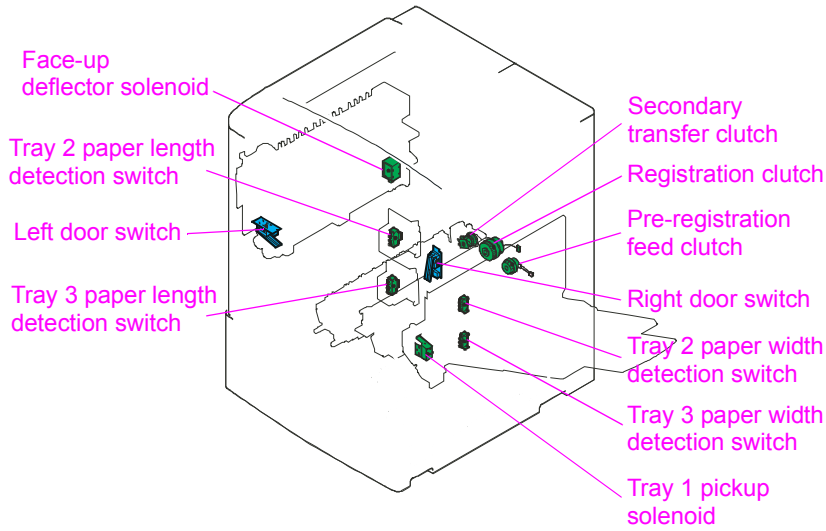 Face-up
deflector solenoid
Tray 2 paper length
detection switch
Left door switch
Tray 3 paper length
detection switch
Secondary
transfer clutch
Registration clutch
Pre-registration
feed clutch
Right door switch
Tray 2 paper width
detection switch
Tray 3 paper width
detection switch
Tray 1 pickup
solenoid